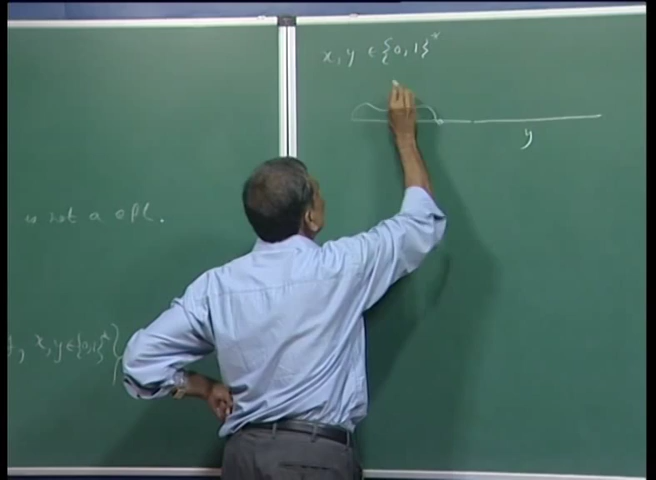 is not a CFL.
x, y ∈ {0, 1}*}
x, y ∈ {0, 1}*
y